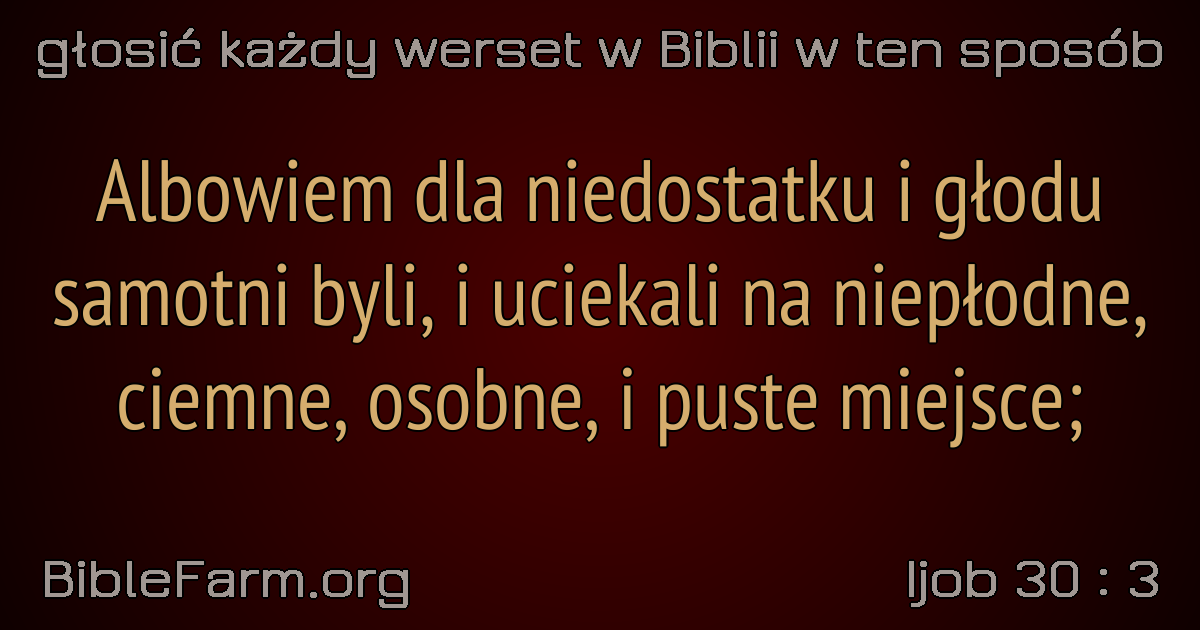 głosić każdy werset w Biblii w ten sposób
Albowiem dla niedostatku i głodu
samotni byli, i uciekali na niepłodne,
ciemne, osobne, i puste miejsce;
BibleFarm.org
Ijob 30 : 3